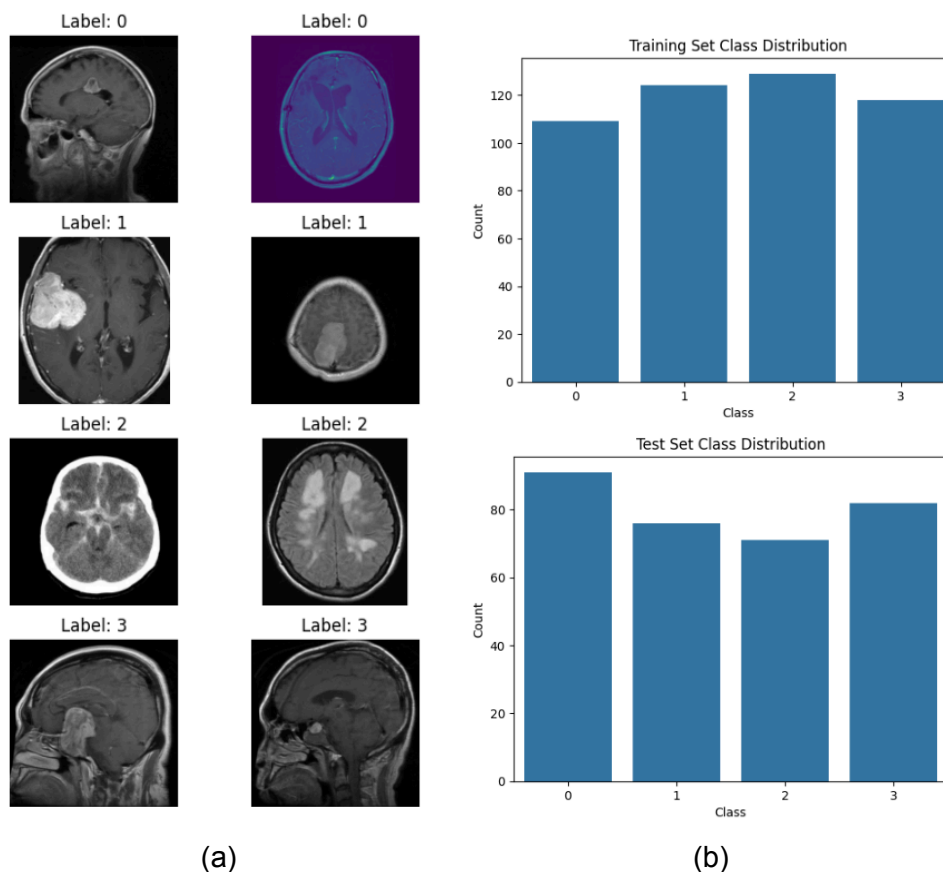 Label: 0
Label: 0
Label: 1
Label: 1
Label: 2
Label: 2
Label: 3
Label: 3
(a)
Training Set Class Distribution
120
100
80
60
40
20
0
Count
0 1 2 3
Class
Test Set Class Distribution
80
60
40
20
0
Count
0 1 2 3
Class
(b)